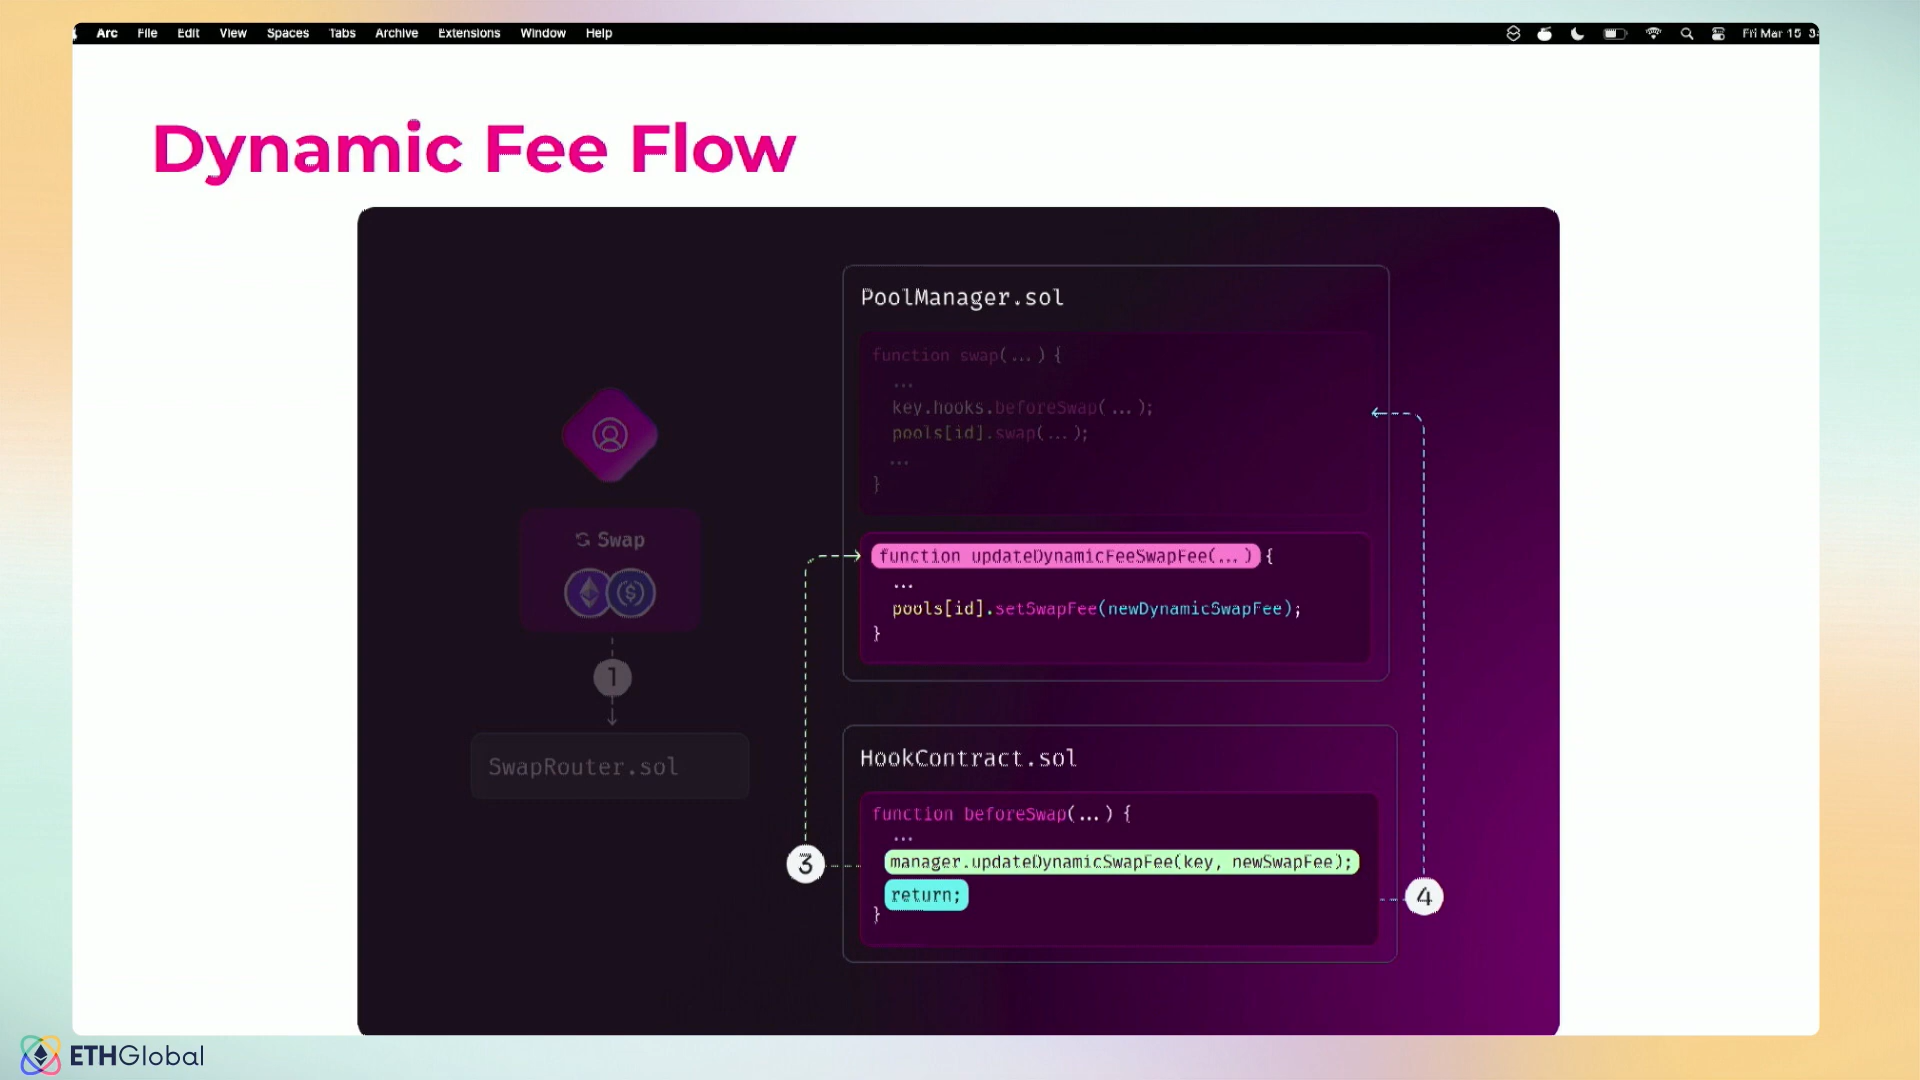 Arc File Edit View Spaces Tabs Archive Extensions Window Help
Fri Mar 15
Dynamic Fee Flow
PoolManager.sol
function swap(...) {
...
key.hooks.beforeSwap(...);
pools[id].swap(...);
...
}
function updateDynamicFeeSwapFee(...) {
...
pools[id].setSwapFee(newDynamicSwapFee);
}
Swap
1
SwapRouter.sol
HookContract.sol
function beforeSwap(...) {
...
manager.updateDynamicSwapFee(key, newSwapFee);
return;
}
3
4
ETHGlobal